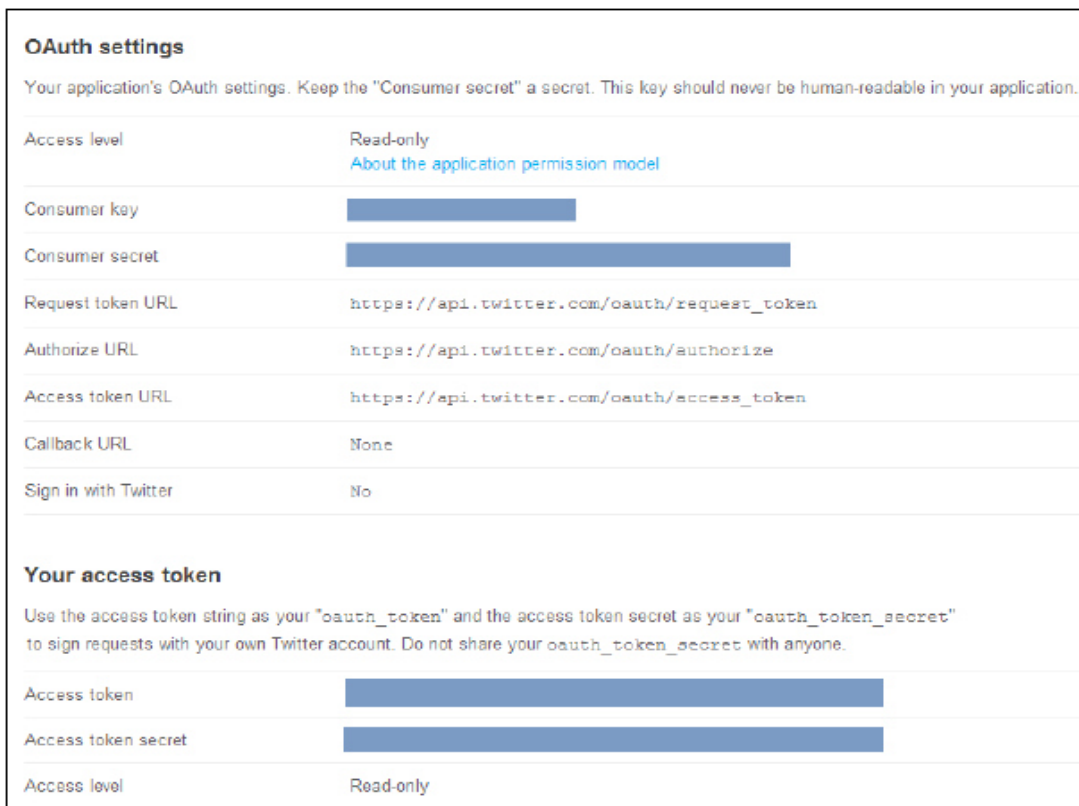 OAuth settings
Your application's OAuth settings. Keep the "Consumer secret" a secret. This key should never be human-readable in your application.
Access level Read-only
About the application permission model
Consumer key
Consumer secret
Request token URL https://api.twitter.com/oauth/request_token
Authorize URL https://api.twitter.com/oauth/authorize
Access token URL https://api.twitter.com/oauth/access_token
Callback URL None
Sign in with Twitter No
Your access token
Use the access token string as your "oauth_token" and the access token secret as your "oauth_token_secret"
to sign requests with your own Twitter account. Do not share your oauth_token_secret with anyone.
Access token
Access token secret
Access level Read-only